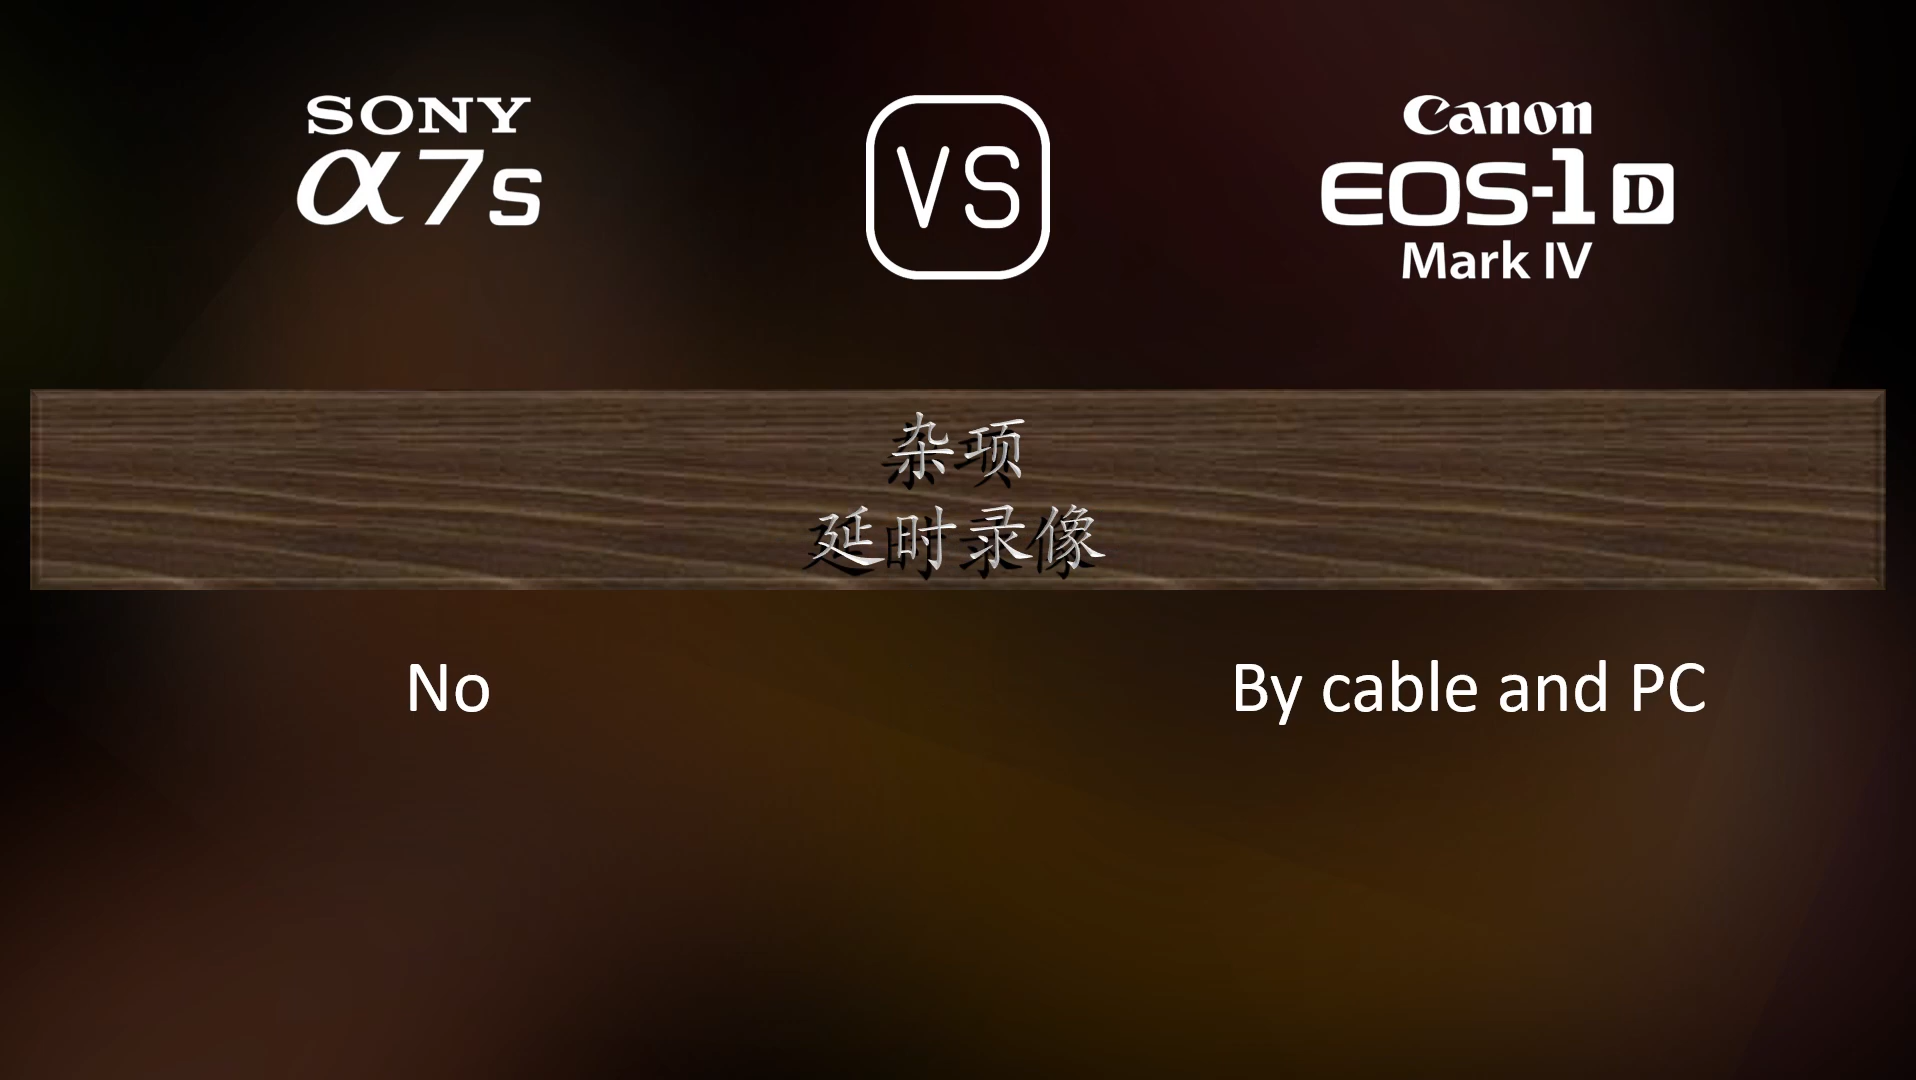 SONY
α7s
VS
Canon
EOS-1D
Mark IV
杂项
延时录像
No
By cable and PC